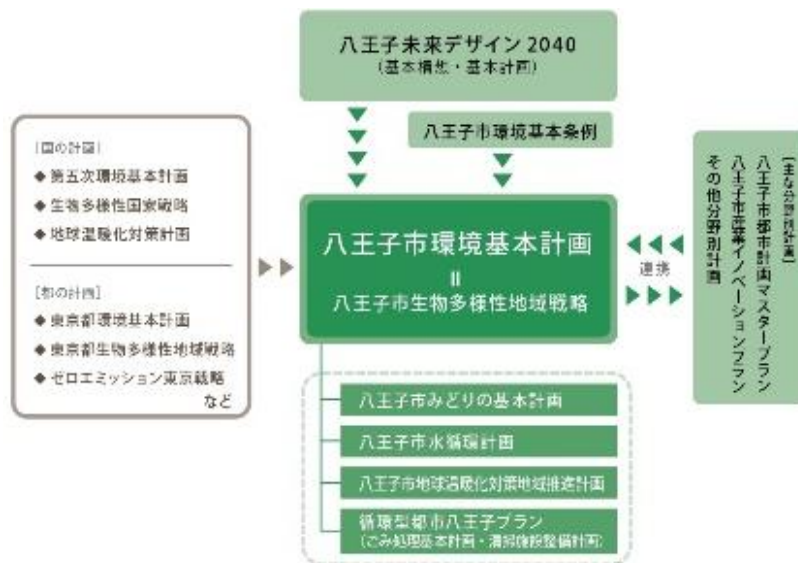 八王子未来デザイン2040
(基本構想・基本計画)
八王子市環境基本条例
[国の計画]
◆ 第五次環境基本計画
◆ 生物多様性国家戦略
◆ 地球温暖化対策計画
[都の計画]
◆ 東京都環境基本計画
◆ 東京都生物多様性地域戦略
◆ ゼロエミッション東京戦略
など
八王子市環境基本計画
=
八王子市生物多様性地域戦略
連携
[主な分野別計画]
八王子市都市計画マスタープラン
八王子市産業イノベーションプラン
その他分野別計画
八王子市みどりの基本計画
八王子市水循環計画
八王子市地球温暖化対策地域推進計画
循環型都市八王子プラン
(ごみ処理基本計画・清掃施設整備計画)